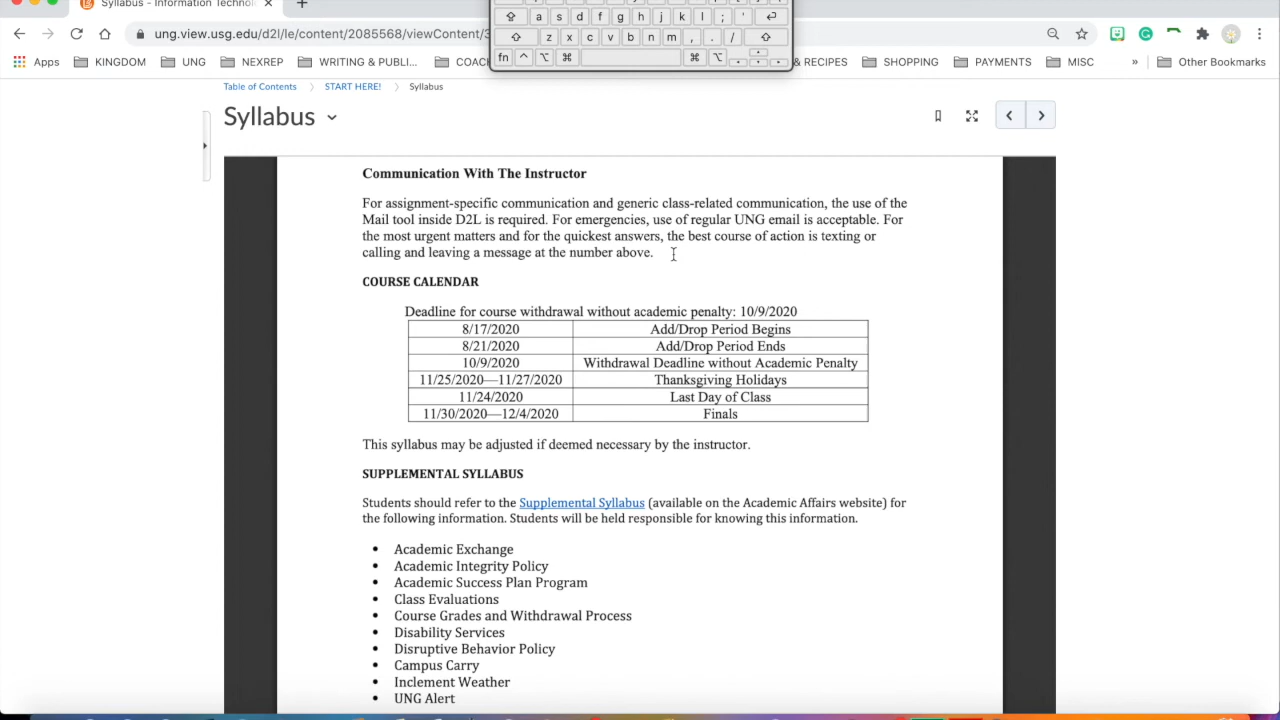 Syllabus - Information Technol
a s d f g h j k l ; '
z x c v b n m , . /
fn
ung.view.usg.edu/d2l/le/content/2085568/viewContent/3
Apps KINGDOM UNG NEXREP WRITING & PUBLI... COAC & RECIPES SHOPPING PAYMENTS MISC » Other Bookmarks
Table of Contents START HERE! Syllabus
Syllabus
Communication With The Instructor
For assignment-specific communication and generic class-related communication, the use of the
Mail tool inside D2L is required. For emergencies, use of regular UNG email is acceptable. For
the most urgent matters and for the quickest answers, the best course of action is texting or
calling and leaving a message at the number above.
COURSE CALENDAR
Deadline for course withdrawal without academic penalty: 10/9/2020
8/17/2020 Add/Drop Period Begins
8/21/2020 Add/Drop Period Ends
10/9/2020 Withdrawal Deadline without Academic Penalty
11/25/2020—11/27/2020 Thanksgiving Holidays
11/24/2020 Last Day of Class
11/30/2020—12/4/2020 Finals
This syllabus may be adjusted if deemed necessary by the instructor.
SUPPLEMENTAL SYLLABUS
Students should refer to the Supplemental Syllabus (available on the Academic Affairs website) for
the following information. Students will be held responsible for knowing this information.
• Academic Exchange
• Academic Integrity Policy
• Academic Success Plan Program
• Class Evaluations
• Course Grades and Withdrawal Process
• Disability Services
• Disruptive Behavior Policy
• Campus Carry
• Inclement Weather
• UNG Alert